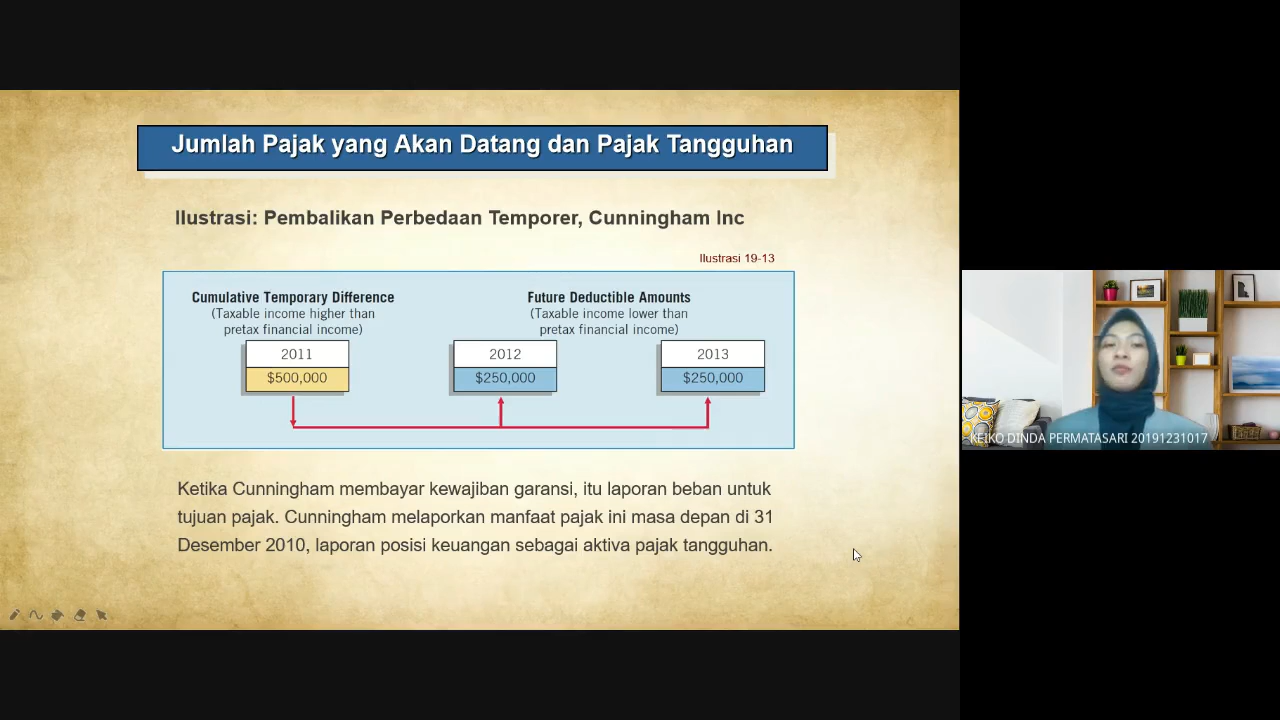 Jumlah Pajak yang Akan Datang dan Pajak Tangguhan
Ilustrasi: Pembalikan Perbedaan Temporer, Cunningham Inc
Ilustrasi 19-13
Cumulative Temporary Difference
(Taxable income higher than
pretax financial income)
2011
$500,000
Future Deductible Amounts
(Taxable income lower than
pretax financial income)
2012
$250,000
2013
$250,000
Ketika Cunningham membayar kewajiban garansi, itu laporan beban untuk
tujuan pajak. Cunningham melaporkan manfaat pajak ini masa depan di 31
Desember 2010, laporan posisi keuangan sebagai aktiva pajak tangguhan.
KEIKO DINDA PERMATASARI 20191231017